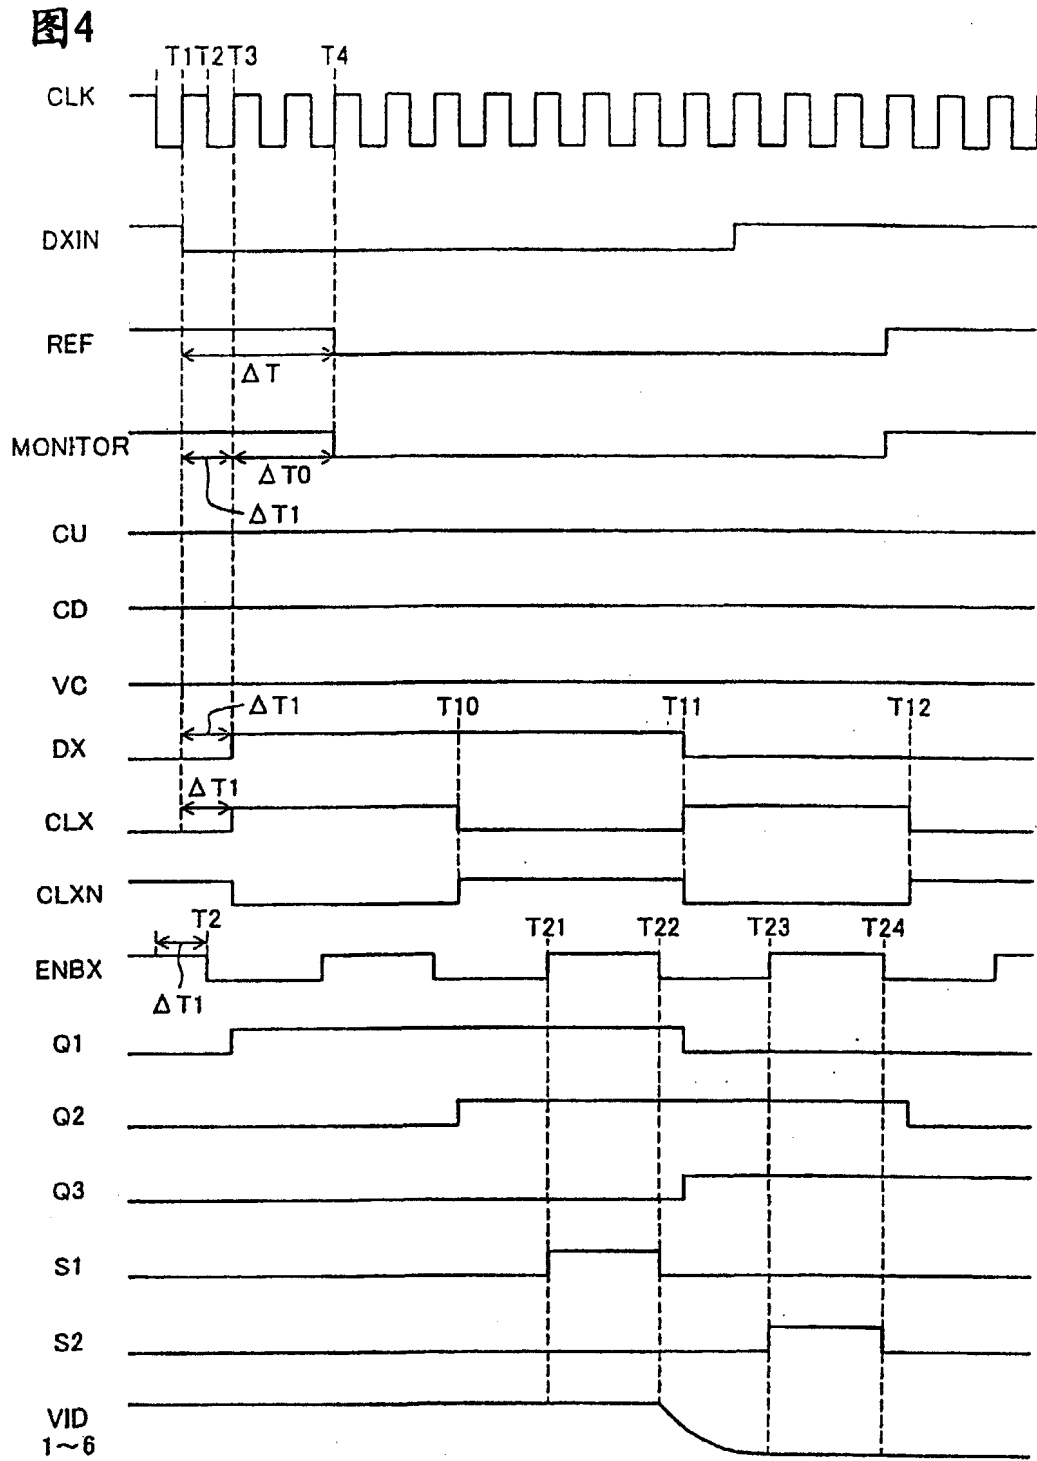 图4
T1 T2 T3 T4
CLK
DXIN
REF
ΔT
MONITOR
ΔT0
ΔT1
CU
CD
VC
ΔT1 T10 T11 T12
DX
ΔT1
CLX
CLXN
T2 T21 T22 T23 T24
ENBX
ΔT1
Q1
Q2
Q3
S1
S2
VID
1～6